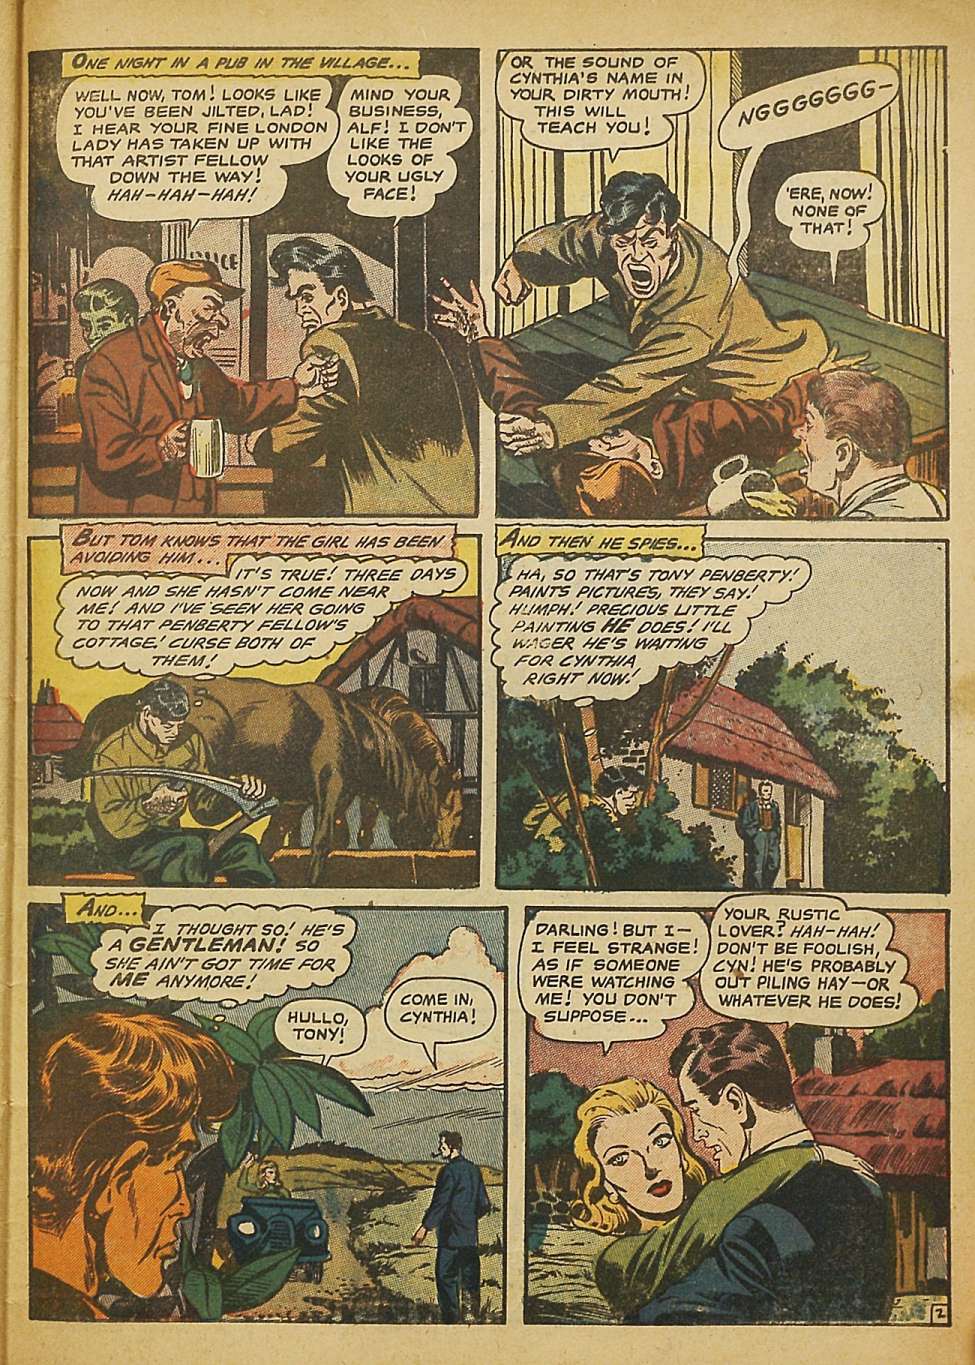 ONE NIGHT IN A PUB IN THE VILLAGE...
WELL NOW, TOM! LOOKS LIKE
YOU'VE BEEN JILTED, LAD!
I HEAR YOUR FINE LONDON
LADY HAS TAKEN UP WITH
THAT ARTIST FELLOW
DOWN THE WAY!
HAH-HAH-HAH!
MIND YOUR
BUSINESS,
ALF! I DON'T
LIKE THE
LOOKS OF
YOUR UGLY
FACE!
OR THE SOUND OF
CYNTHIA'S NAME IN
YOUR DIRTY MOUTH!
THIS WILL
TEACH YOU!
NGGGGGGG-
'ERE, NOW!
NONE OF
THAT!
BUT TOM KNOWS THAT THE GIRL HAS BEEN
AVOIDING HIM...
IT'S TRUE! THREE DAYS
NOW AND SHE HASN'T COME NEAR
ME! AND I'VE SEEN HER GOING
TO THAT PENBERTY FELLOW'S
COTTAGE! CURSE BOTH OF
THEM!
AND THEN HE SPIES...
HA, SO THAT'S TONY PENBERTY!
PAINTS PICTURES, THEY SAY!
HUMPH! PRECIOUS LITTLE
PAINTING HE DOES! I'LL
WAGER HE'S WAITING
FOR CYNTHIA
RIGHT NOW!
AND...
I THOUGHT SO! HE'S
A GENTLEMAN! SO
SHE AIN'T GOT TIME FOR
ME ANYMORE!
HULLO,
TONY!
COME IN,
CYNTHIA!
DARLING! BUT I-
I FEEL STRANGE!
AS IF SOMEONE
WERE WATCHING
ME! YOU DON'T
SUPPOSE...
YOUR RUSTIC
LOVER? HAH-HAH!
DON'T BE FOOLISH,
CYN! HE'S PROBABLY
OUT PILING HAY-OR
WHATEVER HE DOES!
2